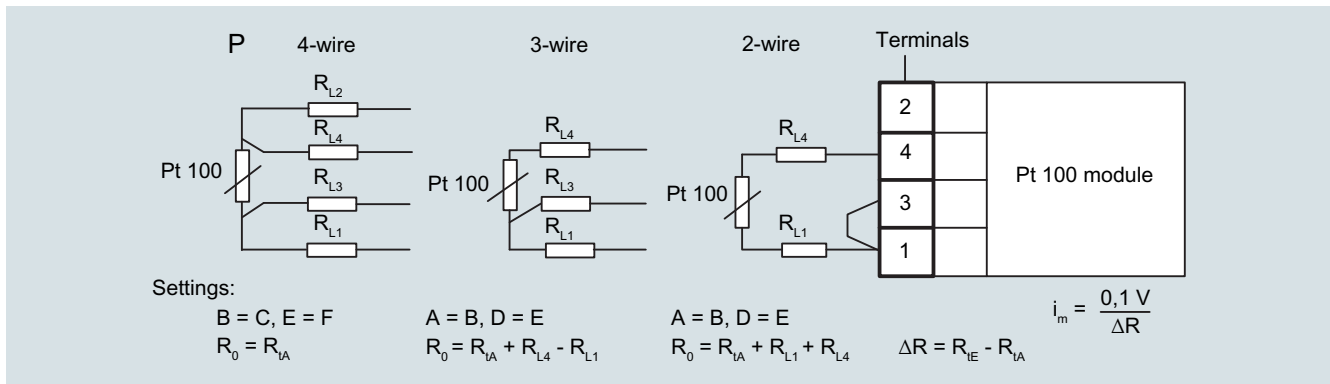 P 4-wire 3-wire 2-wire Terminals
R_L2
R_L4
Pt 100
R_L3
R_L1
R_L4
Pt 100
R_L3
R_L1
R_L4
Pt 100
R_L1
2
4
3
1
Pt 100 module
Settings:
B = C, E = F
R_0 = R_tA
A = B, D = E
R_0 = R_tA + R_L4 - R_L1
A = B, D = E
R_0 = R_tA + R_L1 + R_L4
ΔR = R_tE - R_tA
i_m = 0,1 V / ΔR